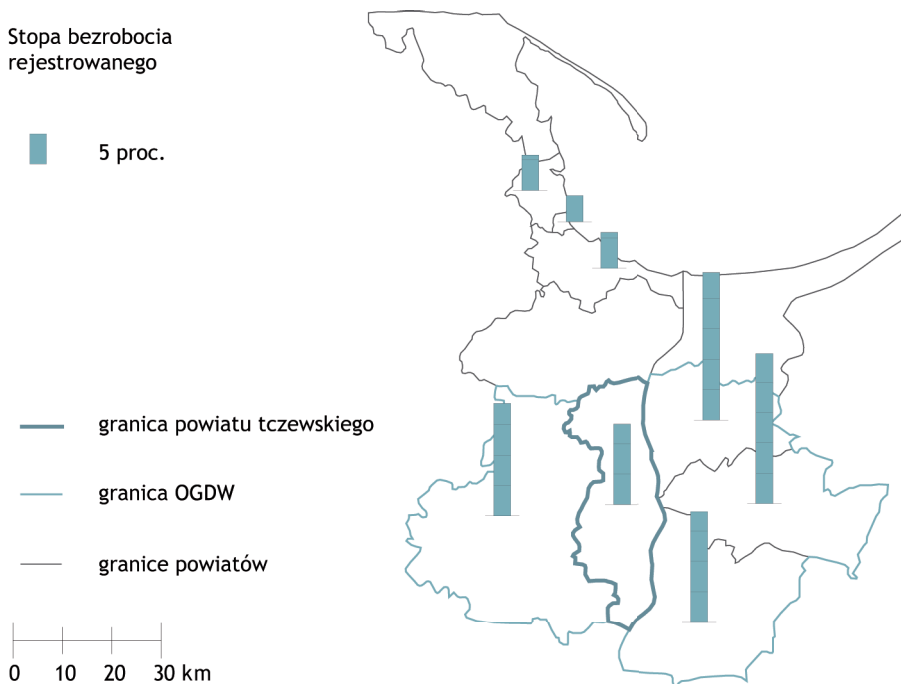 Stopa bezrobocia
rejestrowanego
5 proc.
granica powiatu tczewskiego
granica OGDW
granice powiatów
0 10 20 30 km